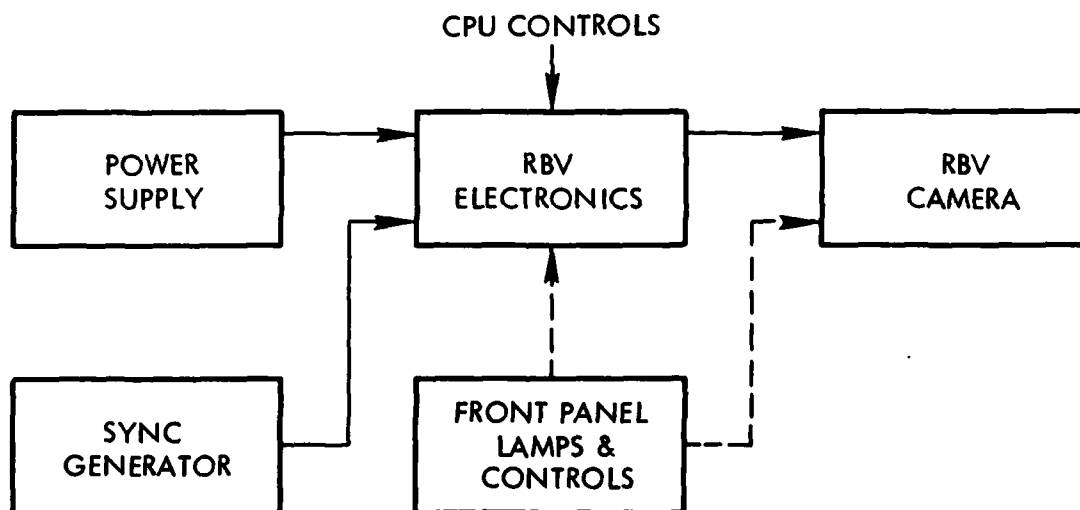 CPU CONTROLS
POWER
SUPPLY
RBV
ELECTRONICS
RBV
CAMERA
SYNC
GENERATOR
FRONT PANEL
LAMPS &
CONTROLS